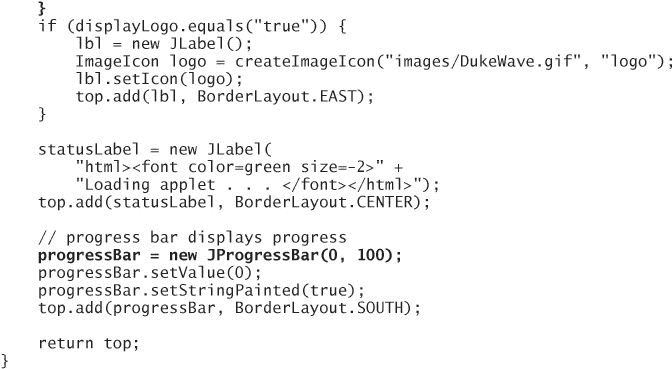 }
    if (displayLogo.equals("true")) {
        lbl = new JLabel();
        ImageIcon logo = createImageIcon("images/DukeWave.gif", "logo");
        lbl.setIcon(logo);
        top.add(lbl, BorderLayout.EAST);
    }

    statusLabel = new JLabel(
        "html><font color=green size=-2>" +
        "Loading applet . . . </font></html>");
    top.add(statusLabel, BorderLayout.CENTER);

    // progress bar displays progress
    progressBar = new JProgressBar(0, 100);
    progressBar.setValue(0);
    progressBar.setStringPainted(true);
    top.add(progressBar, BorderLayout.SOUTH);

    return top;
}